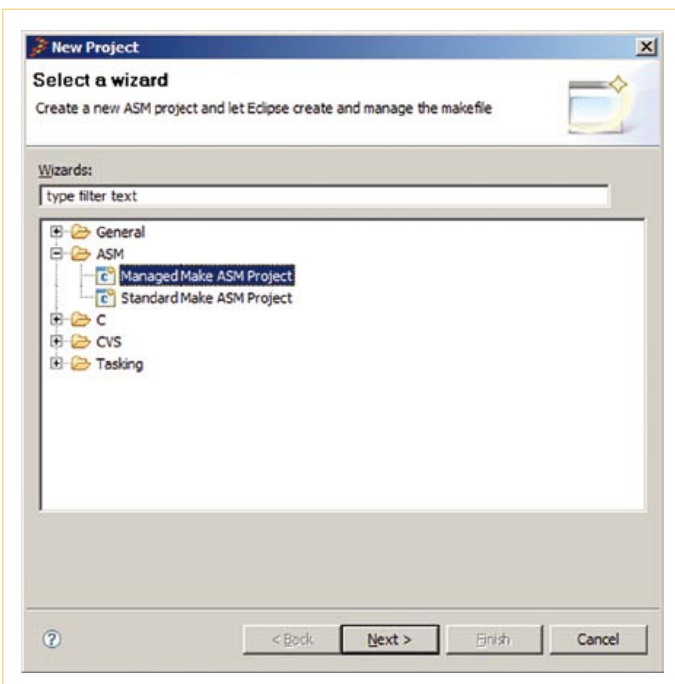 New Project
Select a wizard
Create a new ASM project and let Eclipse create and manage the makefile
Wizards:
type filter text
General
ASM
Managed Make ASM Project
Standard Make ASM Project
C
CVS
Tasking
< Back Next > Finish Cancel